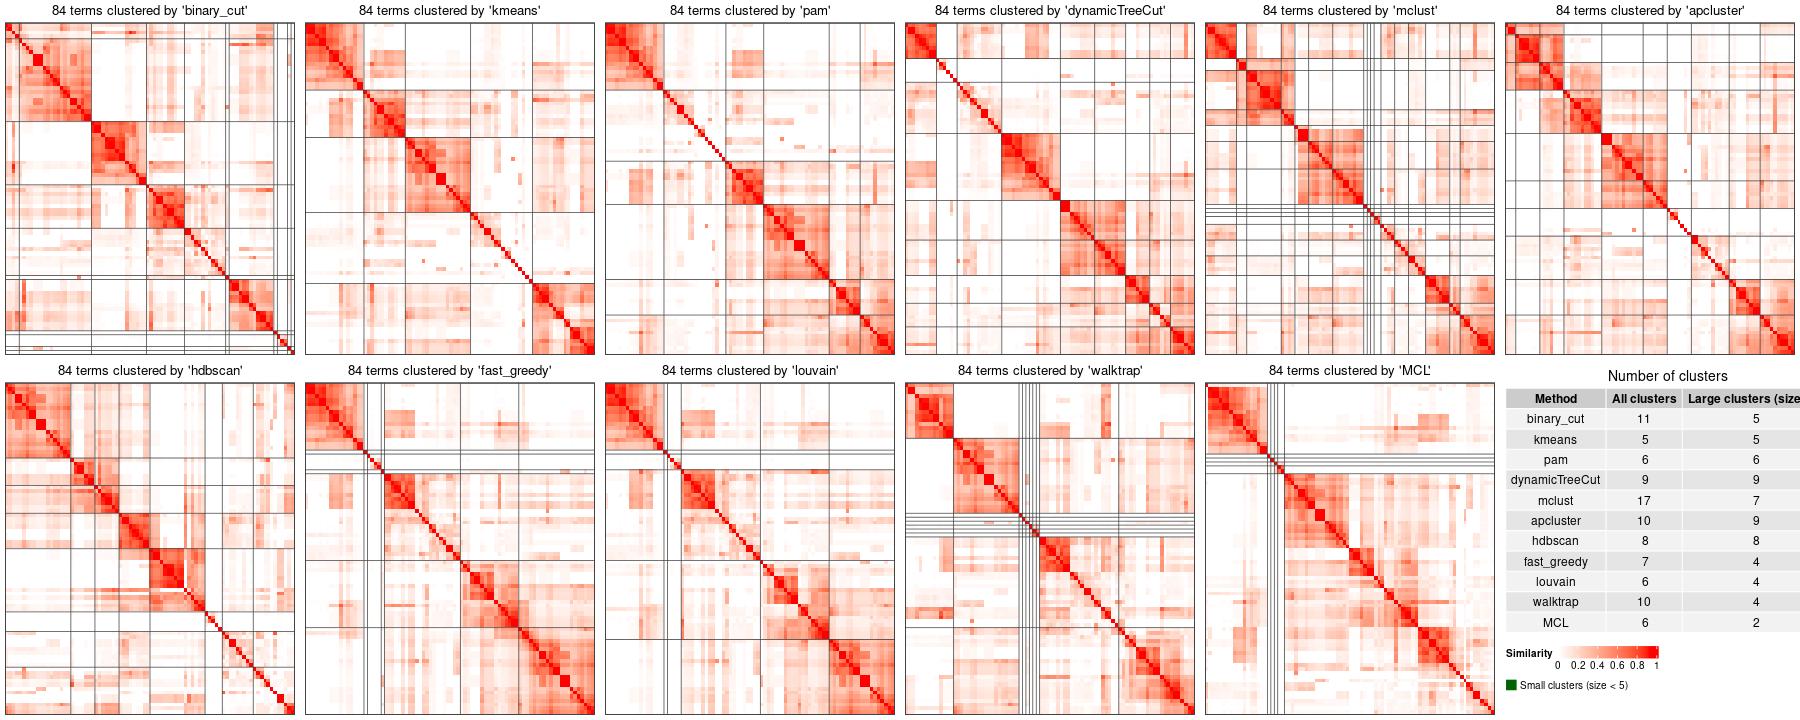 84 terms clustered by 'binary_cut'
84 terms clustered by 'kmeans'
84 terms clustered by 'pam'
84 terms clustered by 'dynamicTreeCut'
84 terms clustered by 'mclust'
84 terms clustered by 'apcluster'
84 terms clustered by 'hdbscan'
84 terms clustered by 'fast_greedy'
84 terms clustered by 'louvain'
84 terms clustered by 'walktrap'
84 terms clustered by 'MCL'
Number of clusters
Method All clusters Large clusters (size
binary_cut 11 5
kmeans 5 5
pam 6 6
dynamicTreeCut 9 9
mclust 17 7
apcluster 10 9
hdbscan 8 8
fast_greedy 7 4
louvain 6 4
walktrap 10 4
MCL 6 2
Similarity
0 0.2 0.4 0.6 0.8 1
Small clusters (size < 5)